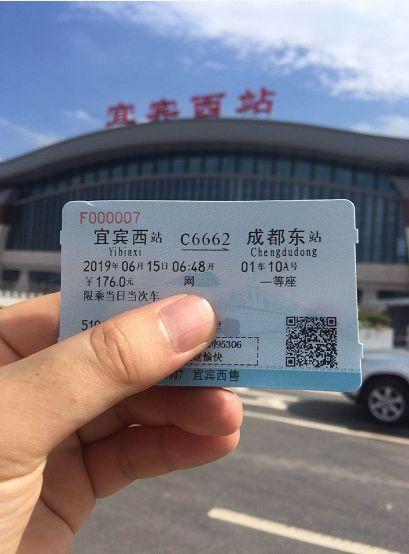 宜宾西站
F000007
宜宾西站 C6662 成都东站
Yibinxi Chengdudong
2019年06月15日06:48开 01车10A号
￥176.0元 网 一等座
限乘当日当次车
510
95306
愉快
0007 宜宾西售